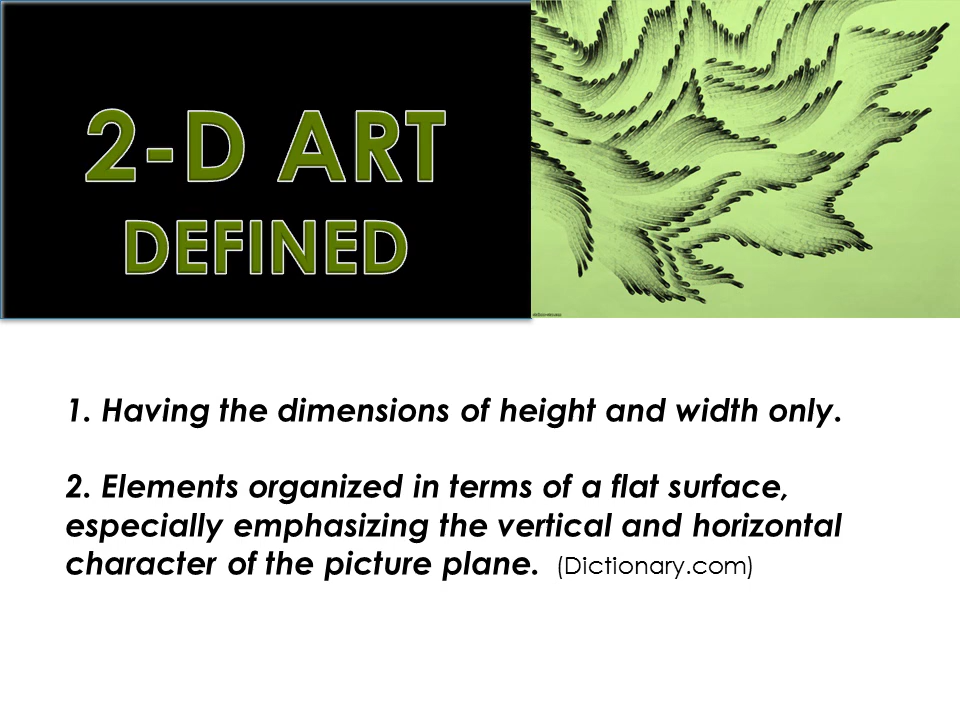 2-D ART
DEFINED
1. Having the dimensions of height and width only.
2. Elements organized in terms of a flat surface,
especially emphasizing the vertical and horizontal
character of the picture plane. (Dictionary.com)